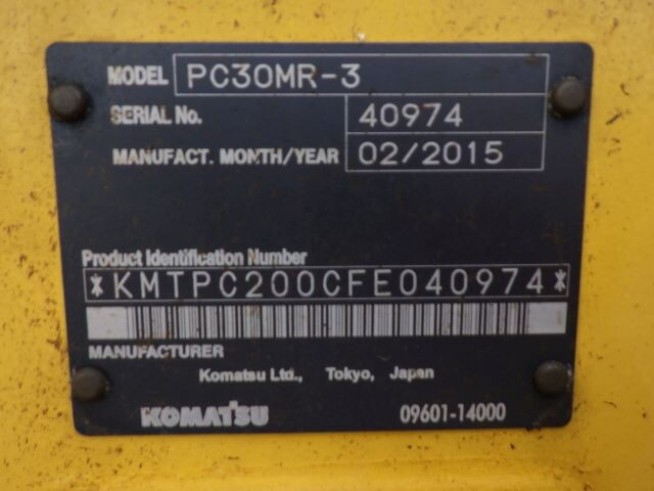 MODEL PC30MR-3
SERIAL No. 40974
MANUFACT. MONTH/YEAR 02/2015
Product Identification Number
*KMTPC200CFE040974*
MANUFACTURER
Komatsu Ltd., Tokyo, Japan
KOMATSU 09601-14000